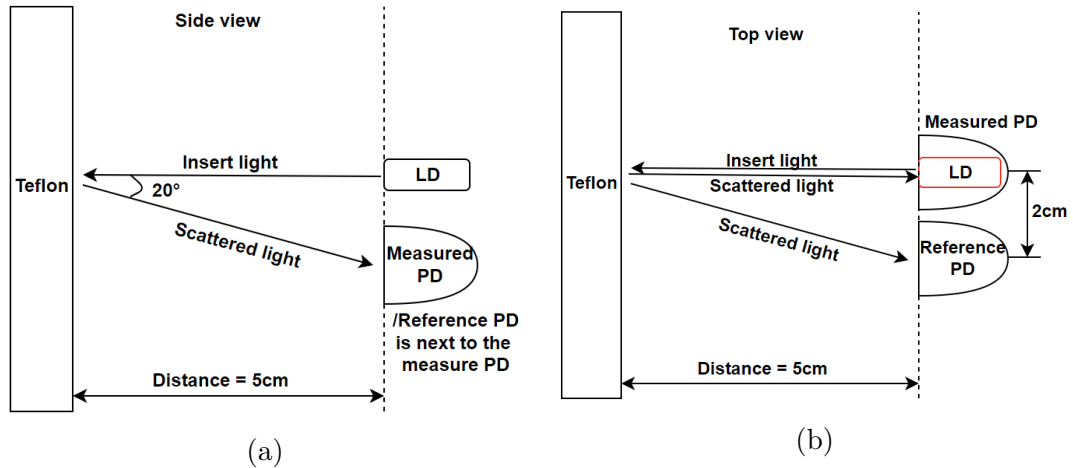 Side view
Insert light
LD
Teflon
20°
Scattered light
Measured
PD
/Reference PD
is next to the
measure PD
Distance = 5cm
(a)
Top view
Measured PD
Insert light
LD
Teflon
Scattered light
2cm
Scattered light
Reference
PD
Distance = 5cm
(b)